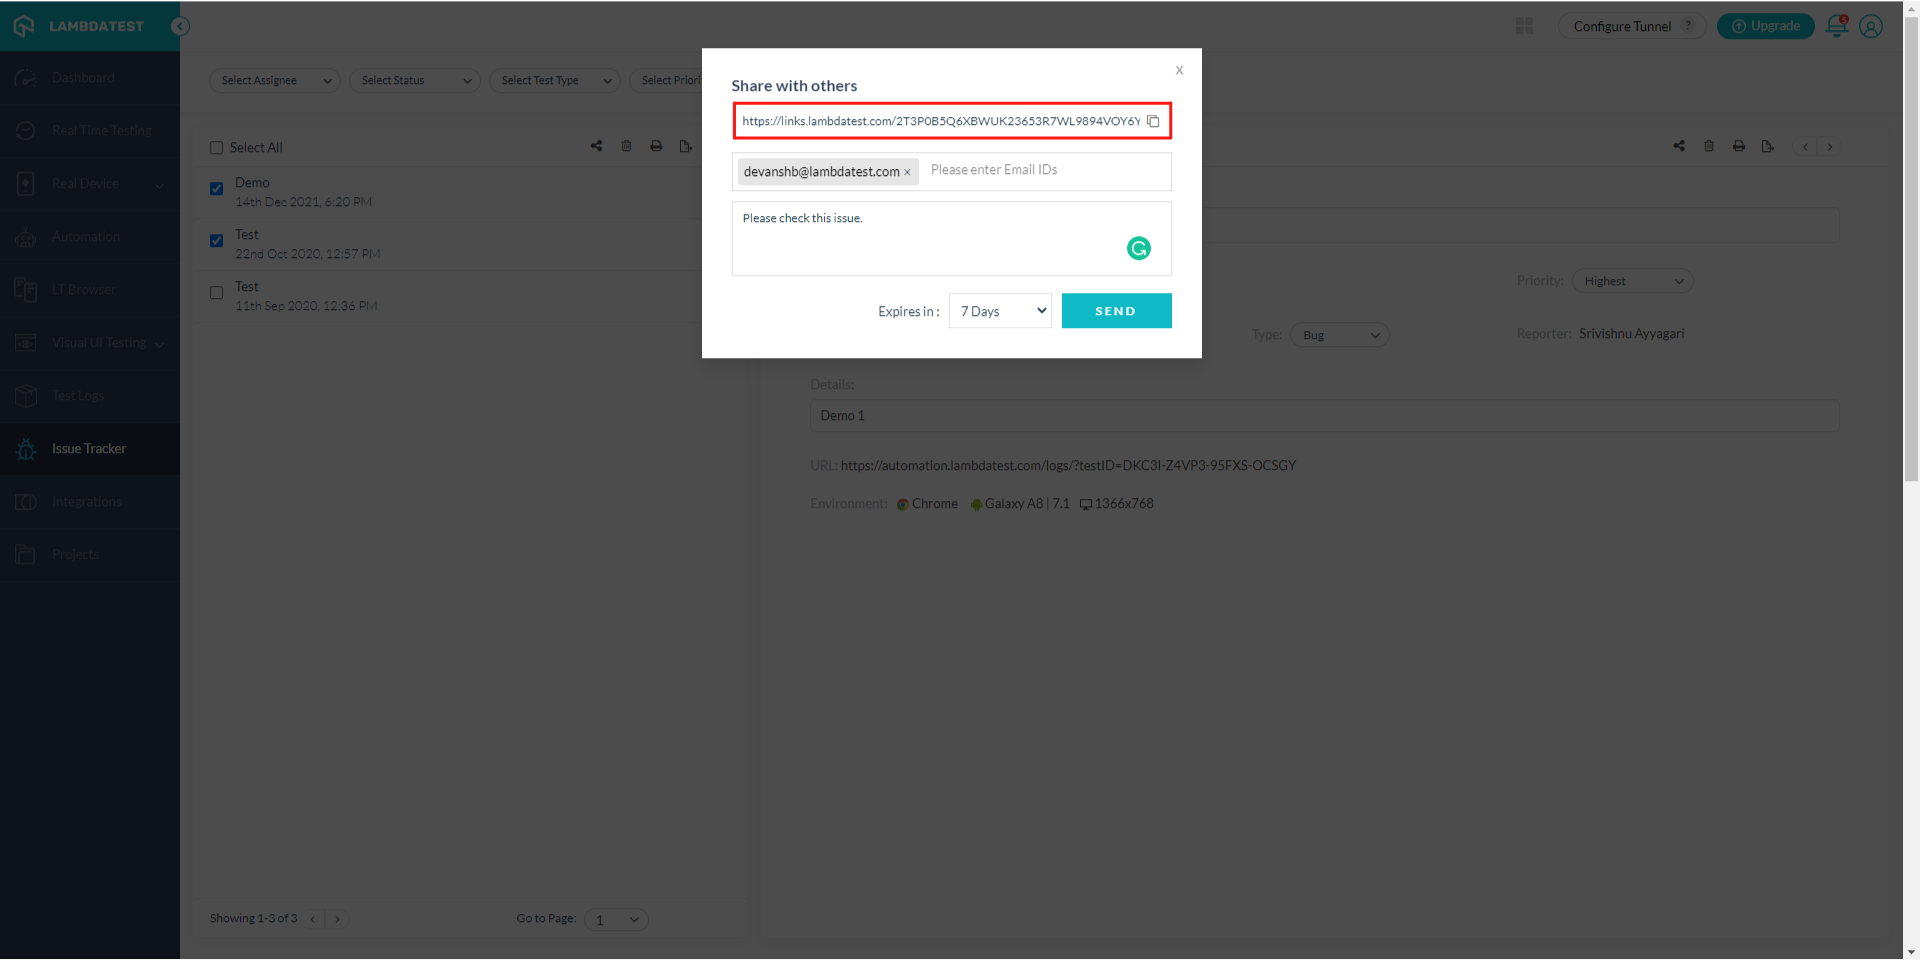 LAMBDATEST
Configure Tunnel ?
Upgrade
Dashboard
Real Time Testing
Real Device
Automation
LT Browser
Visual UI Testing
Test Logs
Issue Tracker
Integrations
Projects
Select Assignee
Select Status
Select Test Type
Select Priori
Select All
Demo
14th Dec 2021, 6:20 PM
Test
22nd Oct 2020, 12:57 PM
Test
11th Sep 2020, 12:36 PM
Showing 1-3 of 3
Go to Page: 1
x
Share with others
https://links.lambdatest.com/2T3P0B5Q6XBWUK23653R7WL9894VOY6Y
devanshb@lambdatest.com × Please enter Email IDs
Please check this issue.
Expires in : 7 Days SEND
Priority: Highest
Type: Bug
Reporter: Srivishnu Ayyagari
Details:
Demo 1
URL: https://automation.lambdatest.com/logs/?testID=DKC3I-Z4VP3-95FXS-OCSGY
Environment: Chrome Galaxy A8 | 7.1 1366x768